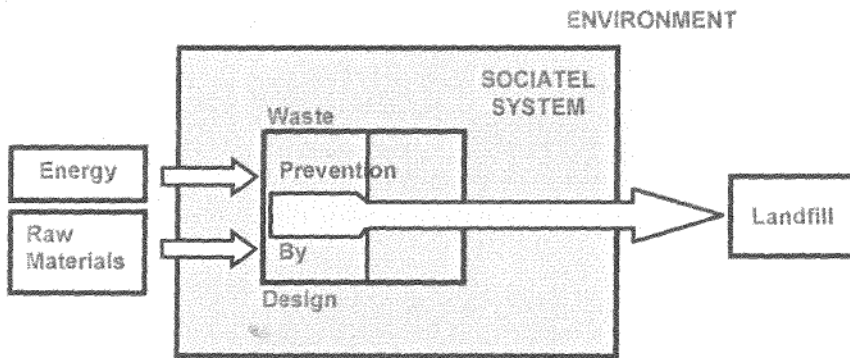 ENVIRONMENT
SOCIATEL
SYSTEM
Waste
Prevention
By
Design
Energy
Raw
Materials
Landfill